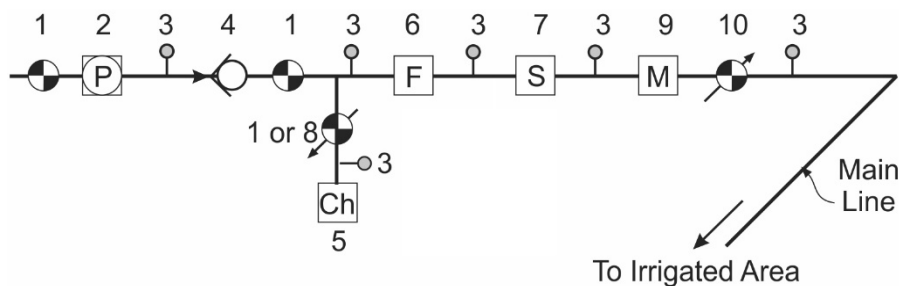 1 2 3 4 1 3 6 3 7 3 9 10 3
P F S M
1 or 8
3
Ch
5
Main
Line
To Irrigated Area